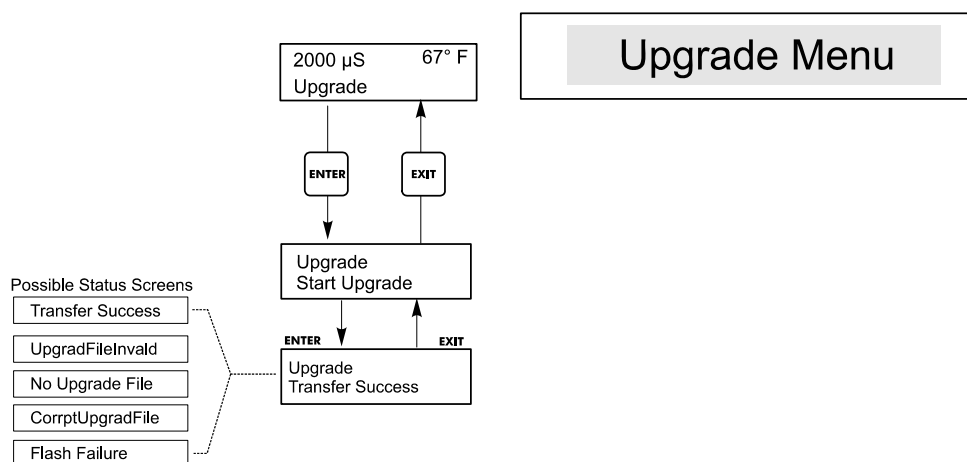 Upgrade Menu
2000 µS 67° F
Upgrade
ENTER EXIT
Upgrade
Start Upgrade
ENTER EXIT
Upgrade
Transfer Success
Possible Status Screens
Transfer Success
UpgradFileInvald
No Upgrade File
CorrptUpgradFile
Flash Failure